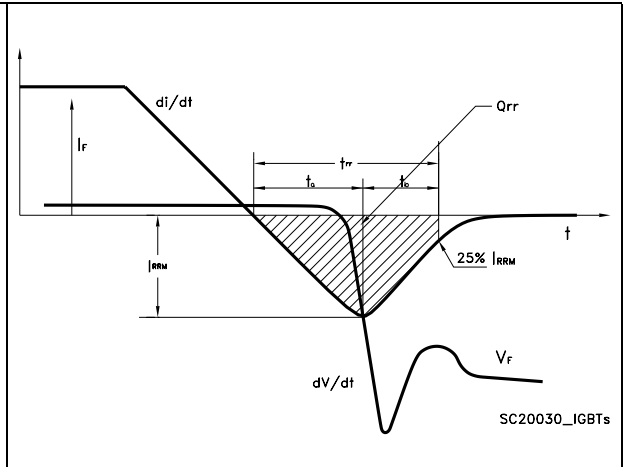 di/dt
Qrr
IF
trr
ta
tb
t
IRRM
25% IRRM
dV/dt
VF
SC20030_IGBTs